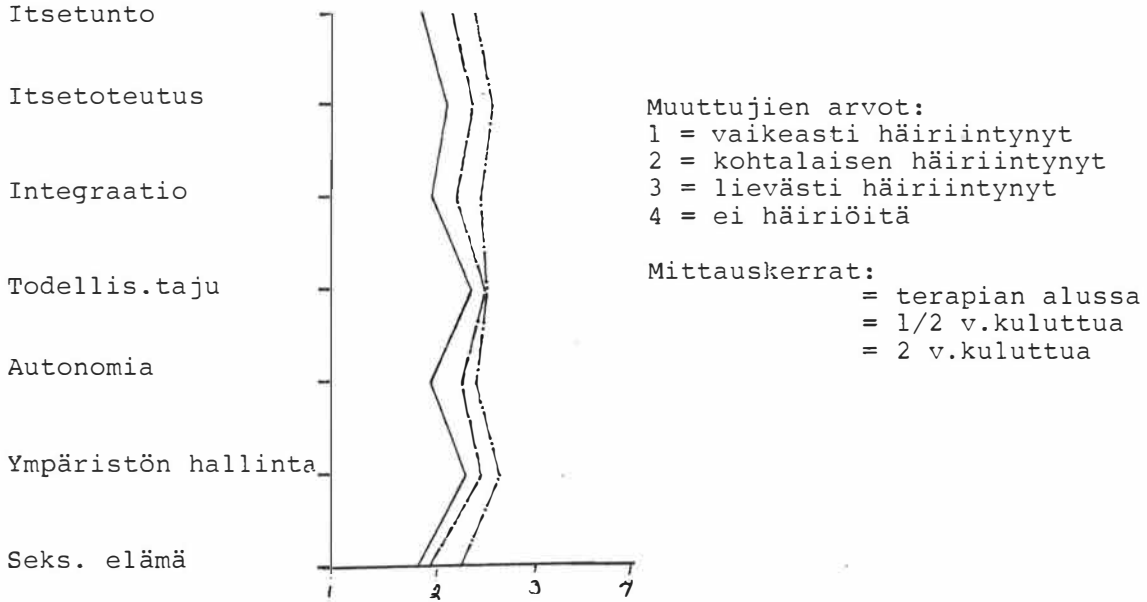 Itsetunto
Itsetoteutus
Integraatio
Todellis.taju
Autonomia
Ympäristön hallinta
Seks. elämä
1 2 3 4
Muuttujien arvot:
1 = vaikeasti häiriintynyt
2 = kohtalaisen häiriintynyt
3 = lievästi häiriintynyt
4 = ei häiriöitä
Mittauskerrat:
= terapian alussa
= 1/2 v.kuluttua
= 2 v.kuluttua